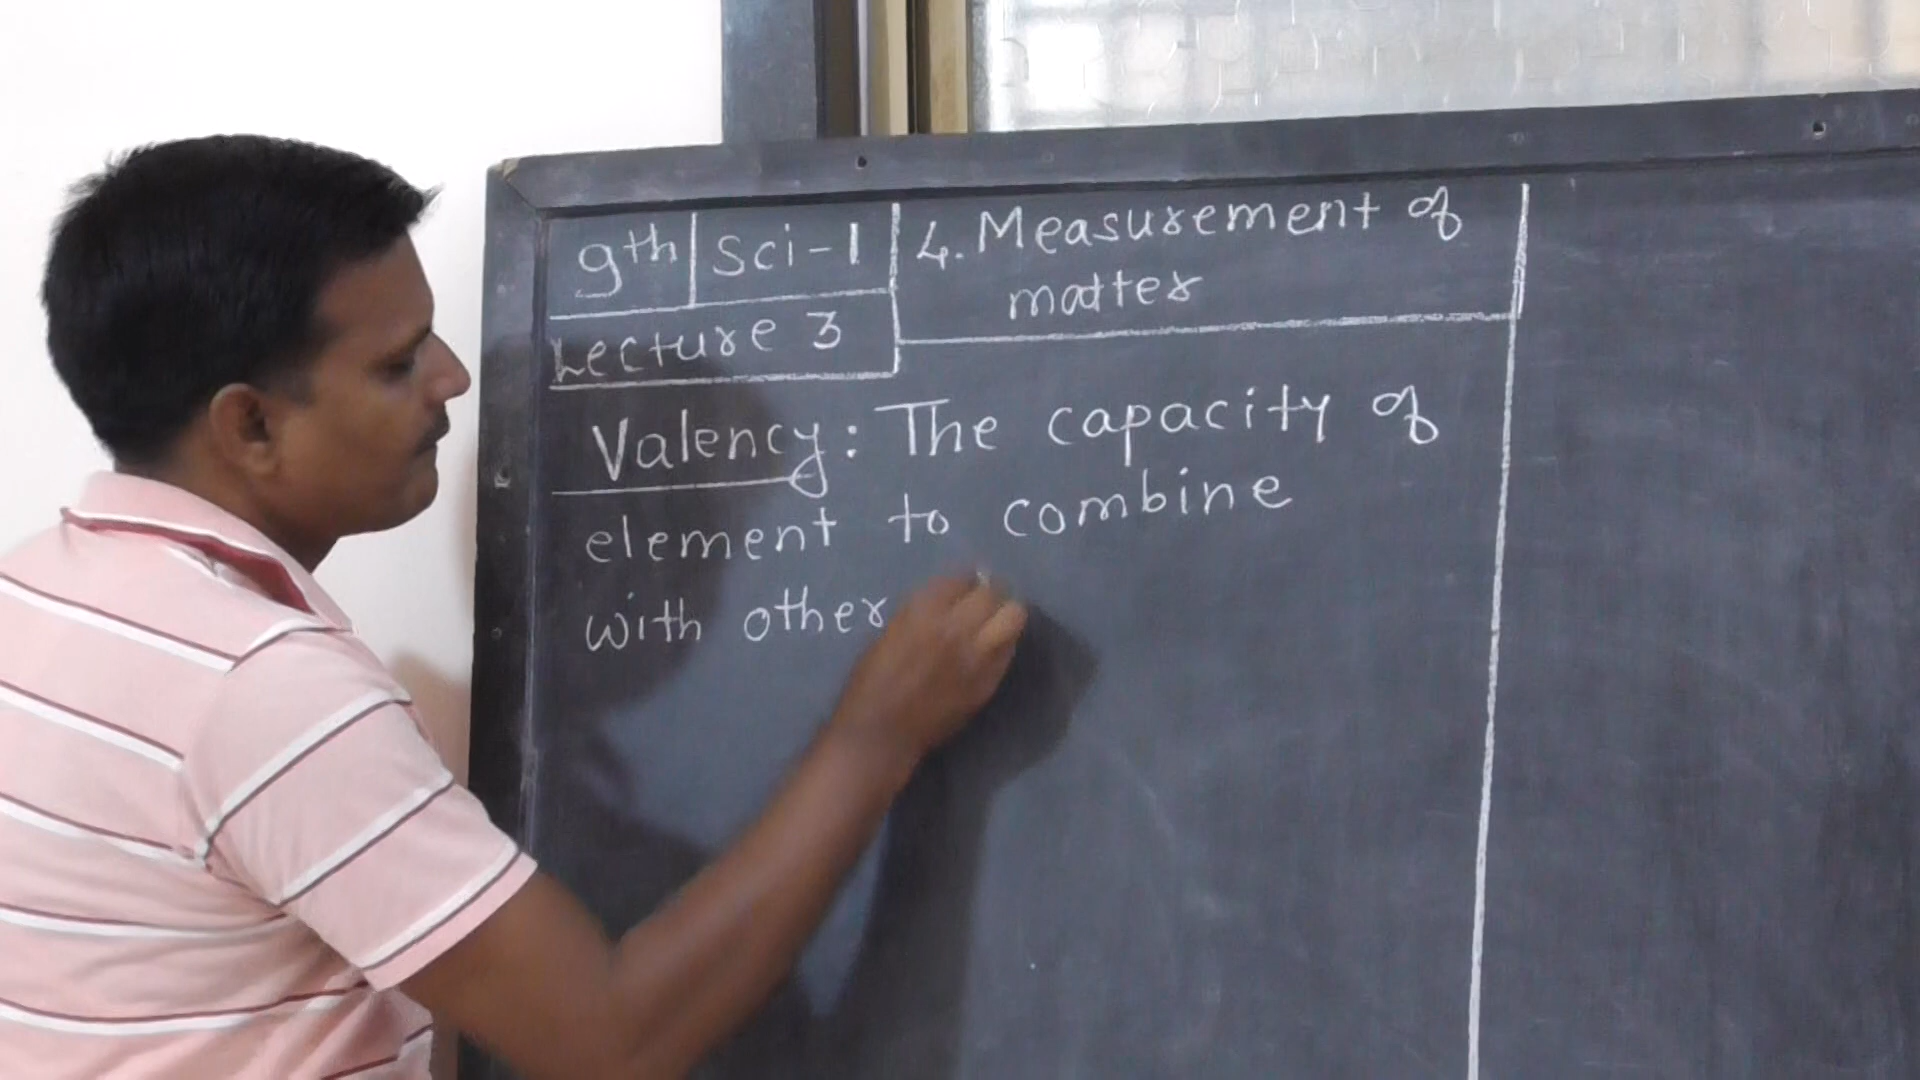 9th | Sci-1
4. Measurement of
matter
Lecture 3
Valency: The capacity of
element to combine
with other